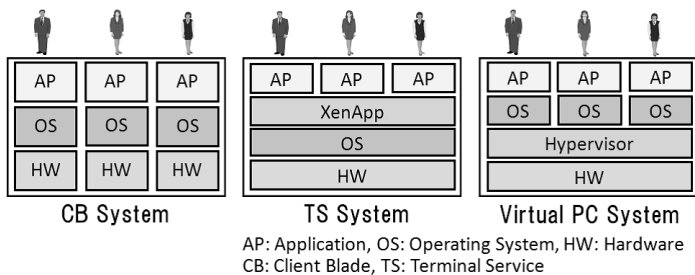 AP AP AP AP AP AP AP AP AP
OS OS OS XenApp OS OS OS
OS Hypervisor
HW HW HW HW HW
CB System TS System Virtual PC System
AP: Application, OS: Operating System, HW: Hardware
CB: Client Blade, TS: Terminal Service